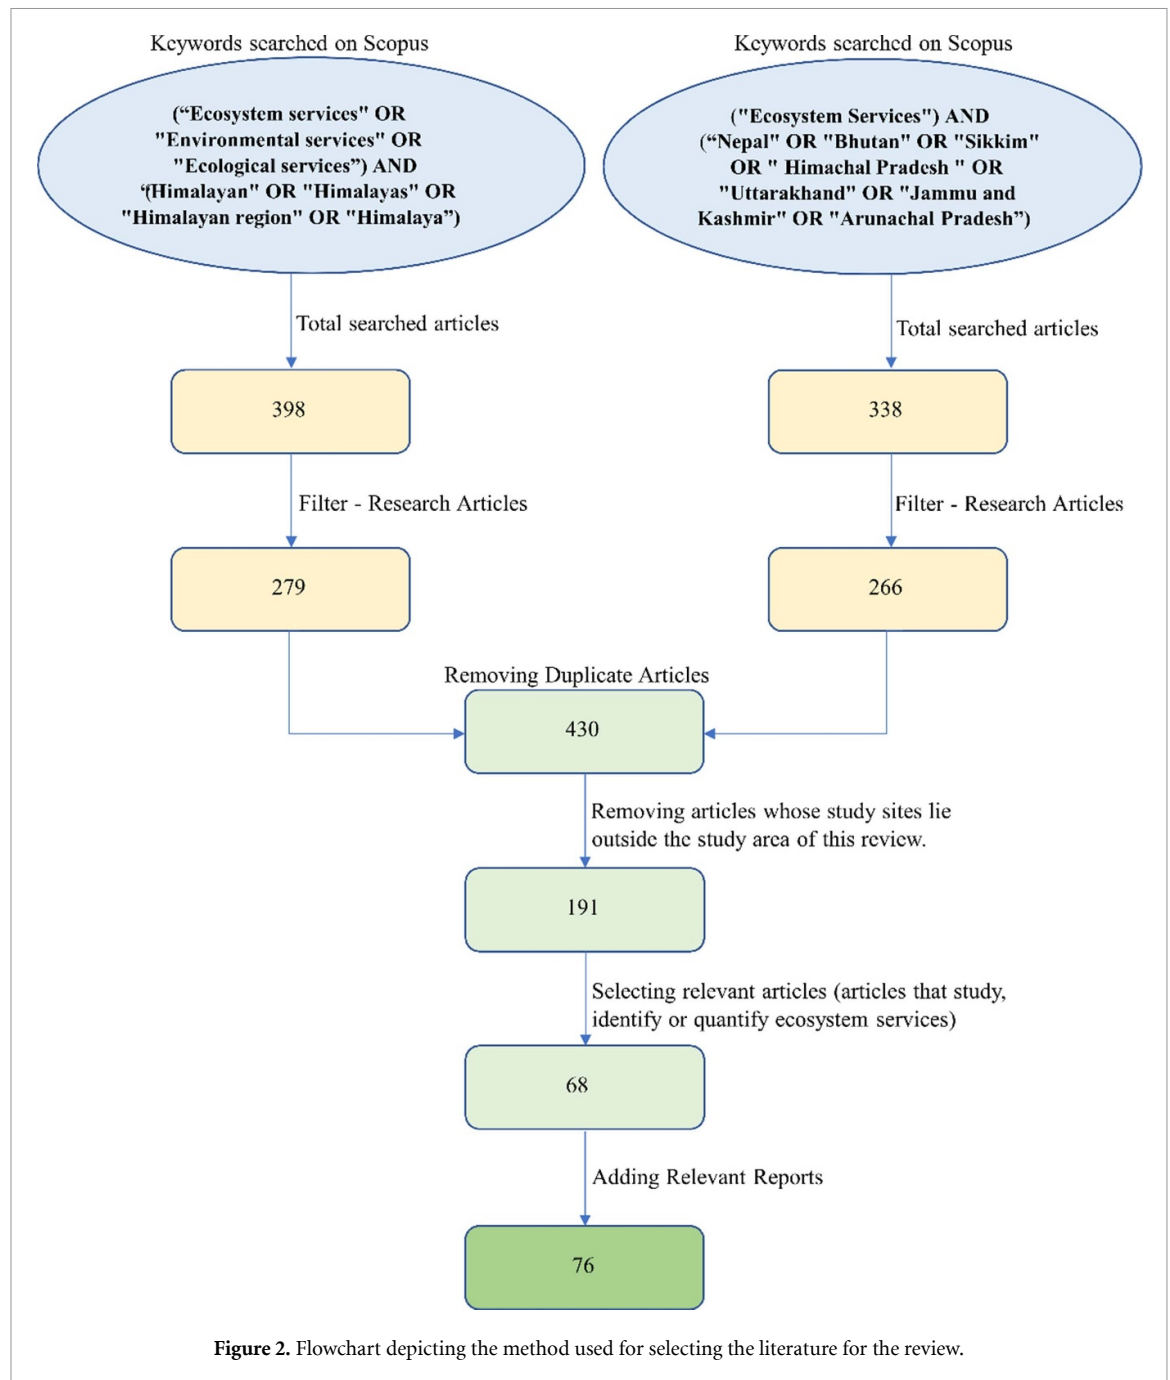 Keywords searched on Scopus
("Ecosystem services" OR
"Environmental services" OR
"Ecological services") AND
"(Himalayan" OR "Himalayas" OR
"Himalayan region" OR "Himalaya")
Total searched articles
398
Filter - Research Articles
279
Keywords searched on Scopus
("Ecosystem Services") AND
("Nepal" OR "Bhutan" OR "Sikkim"
OR " Himachal Pradesh " OR
"Uttarakhand" OR "Jammu and
Kashmir" OR "Arunachal Pradesh")
Total searched articles
338
Filter - Research Articles
266
Removing Duplicate Articles
430
Removing articles whose study sites lie
outside the study area of this review.
191
Selecting relevant articles (articles that study,
identify or quantify ecosystem services)
68
Adding Relevant Reports
76
Figure 2. Flowchart depicting the method used for selecting the literature for the review.